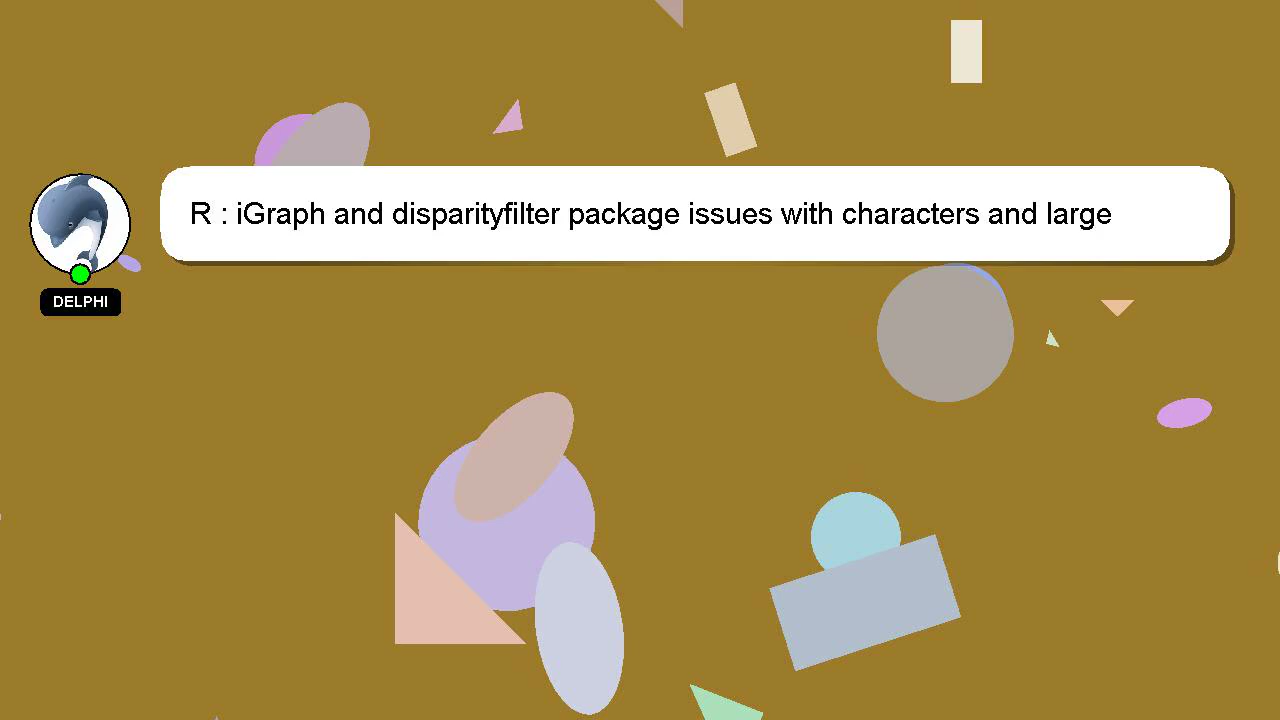 R : iGraph and disparityfilter package issues with characters and large
DELPHI